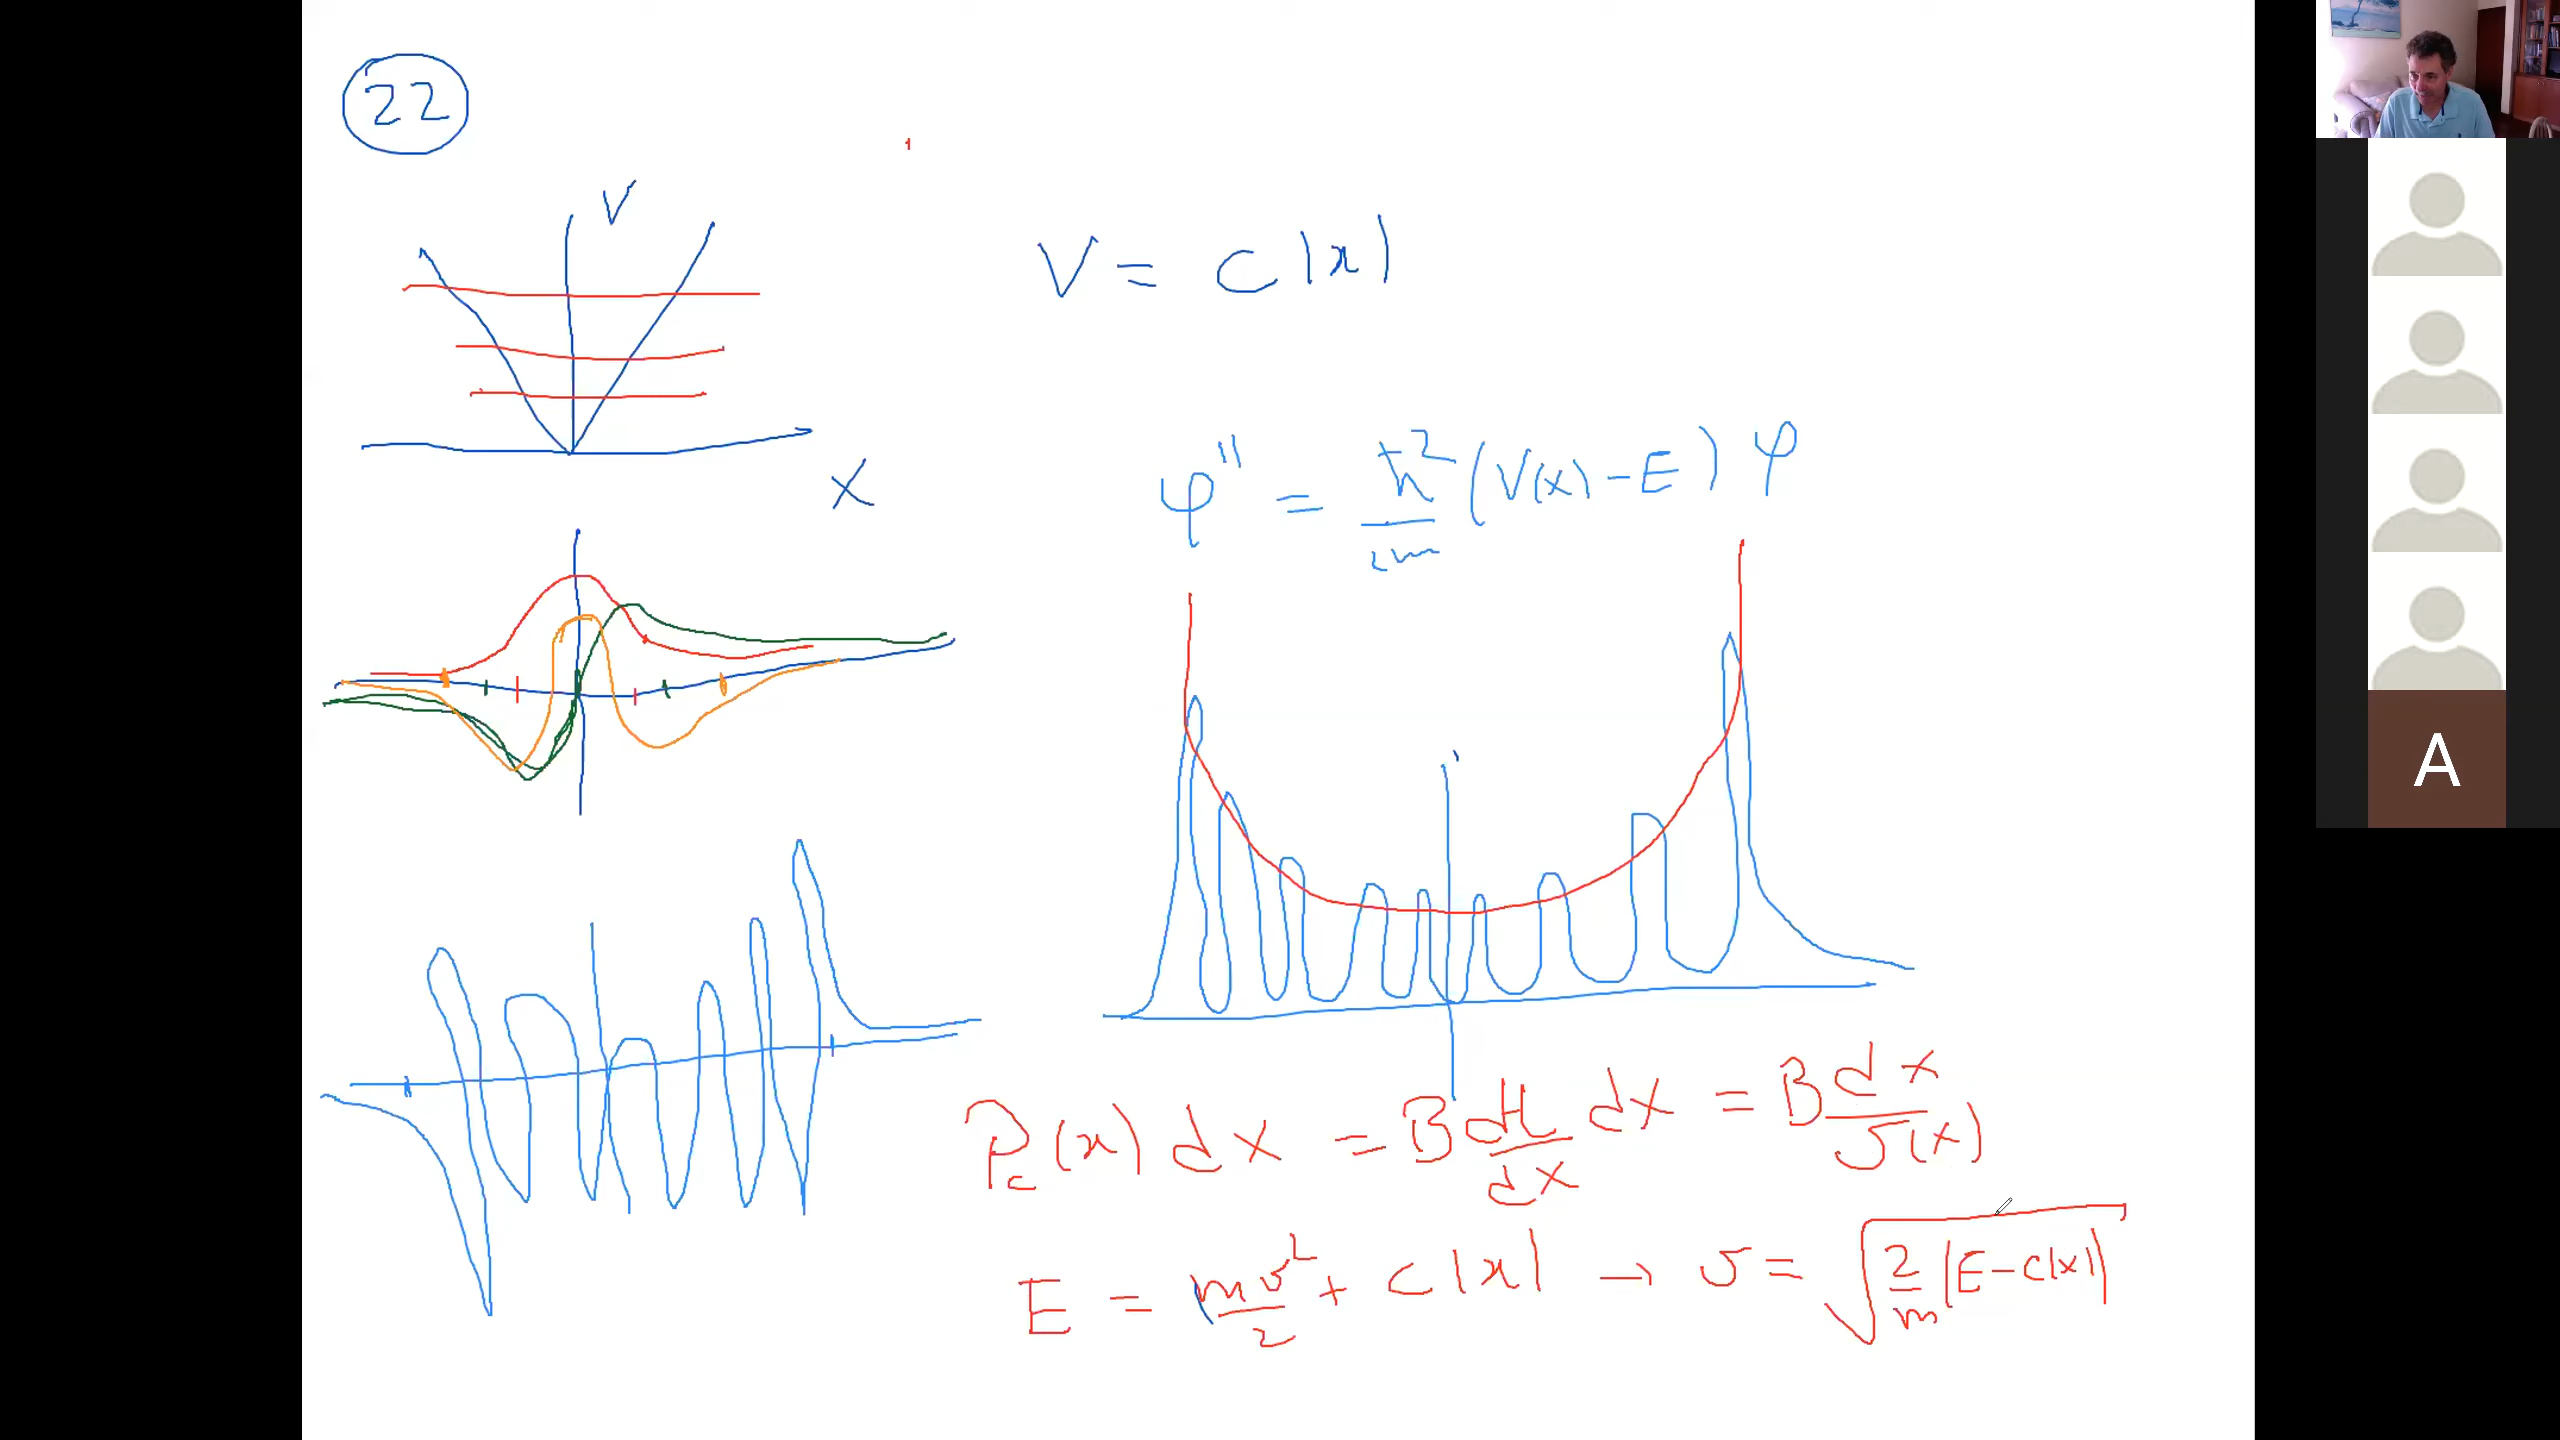 22
V
V = C|x|
X
φ'' = ħ²/2m (V(x) - E) φ
P_c(x) dx = B dt/dx dx = B dx/v(x)
E = mv²/2 + C|x| → v = √(2/m |E - C|x||)
A